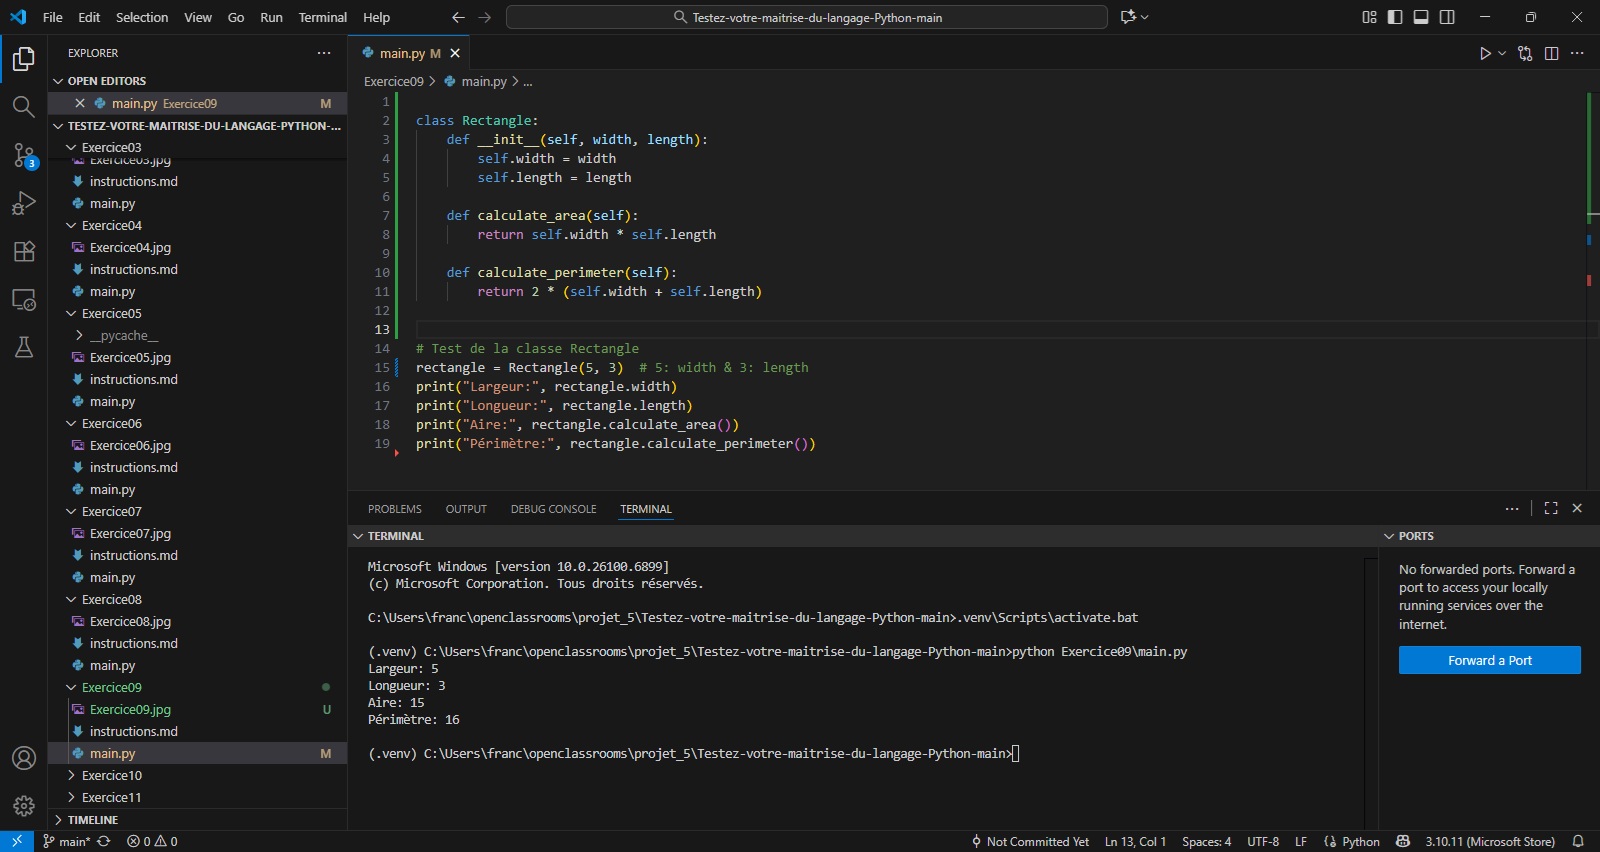 File Edit Selection View Go Run Terminal Help
Testez-votre-maitrise-du-langage-Python-main
EXPLORER
OPEN EDITORS
main.py Exercice09 M
TESTEZ-VOTRE-MAITRISE-DU-LANGAGE-PYTHON-...
Exercice03
Exercice03.jpg
instructions.md
main.py
Exercice04
Exercice04.jpg
instructions.md
main.py
Exercice05
__pycache__
Exercice05.jpg
instructions.md
main.py
Exercice06
Exercice06.jpg
instructions.md
main.py
Exercice07
Exercice07.jpg
instructions.md
main.py
Exercice08
Exercice08.jpg
instructions.md
main.py
Exercice09
Exercice09.jpg U
instructions.md
main.py M
Exercice10
Exercice11
TIMELINE
3
main.py M
Exercice09 > main.py > ...
1
2 class Rectangle:
3 def __init__(self, width, length):
4 self.width = width
5 self.length = length
6
7 def calculate_area(self):
8 return self.width * self.length
9
10 def calculate_perimeter(self):
11 return 2 * (self.width + self.length)
12
13
14 # Test de la classe Rectangle
15 rectangle = Rectangle(5, 3)  # 5: width & 3: length
16 print("Largeur:", rectangle.width)
17 print("Longueur:", rectangle.length)
18 print("Aire:", rectangle.calculate_area())
19 print("Périmètre:", rectangle.calculate_perimeter())
PROBLEMS OUTPUT DEBUG CONSOLE TERMINAL
TERMINAL
Microsoft Windows [version 10.0.26100.6899]
(c) Microsoft Corporation. Tous droits réservés.
C:\Users\franc\openclassrooms\projet_5\Testez-votre-maitrise-du-langage-Python-main>.venv\Scripts\activate.bat
(.venv) C:\Users\franc\openclassrooms\projet_5\Testez-votre-maitrise-du-langage-Python-main>python Exercice09\main.py
Largeur: 5
Longueur: 3
Aire: 15
Périmètre: 16
(.venv) C:\Users\franc\openclassrooms\projet_5\Testez-votre-maitrise-du-langage-Python-main>
PORTS
No forwarded ports. Forward a
port to access your locally
running services over the
internet.
Forward a Port
main* 0 0 Not Committed Yet Ln 13, Col 1 Spaces: 4 UTF-8 LF Python 3.10.11 (Microsoft Store)